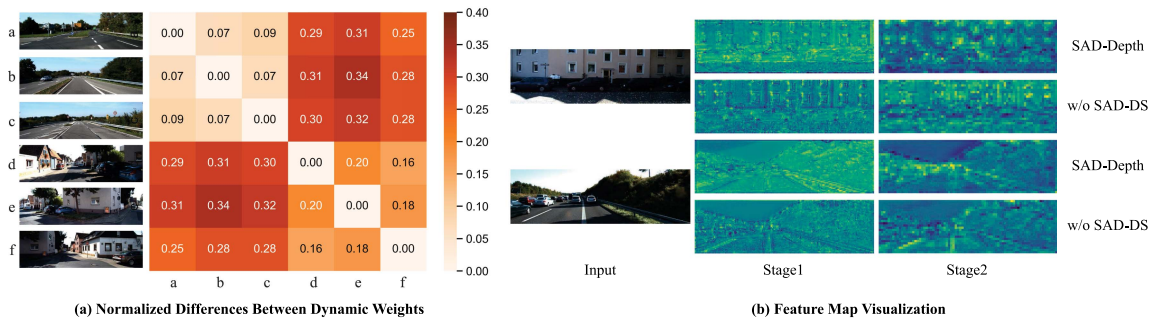 a 0.00 0.07 0.09 0.29 0.31 0.25
b 0.07 0.00 0.07 0.31 0.34 0.28
c 0.09 0.07 0.00 0.30 0.32 0.28
d 0.29 0.31 0.30 0.00 0.20 0.16
e 0.31 0.34 0.32 0.20 0.00 0.18
f 0.25 0.28 0.28 0.16 0.18 0.00
a b c d e f
0.40
0.35
0.30
0.25
0.20
0.15
0.10
0.05
0.00
(a) Normalized Differences Between Dynamic Weights
SAD-Depth
w/o SAD-DS
SAD-Depth
w/o SAD-DS
Input Stage1 Stage2
(b) Feature Map Visualization